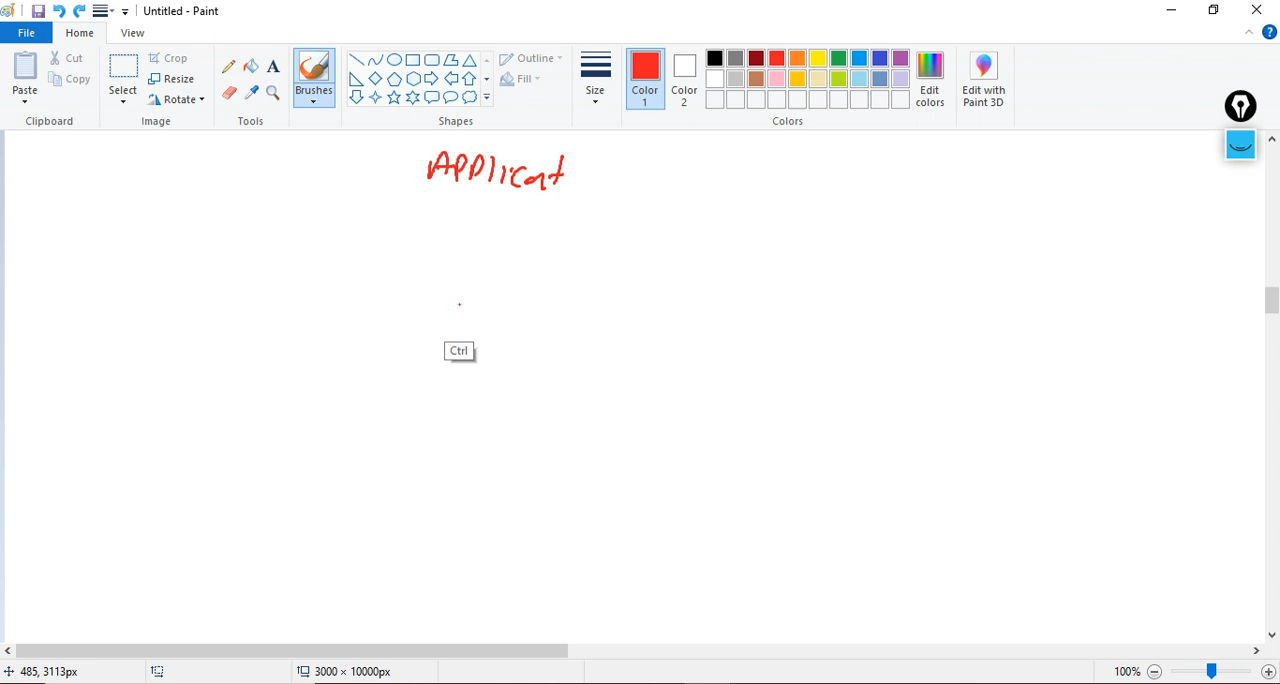 Untitled - Paint
File Home View
Paste
Cut
Copy
Clipboard
Select
Crop
Resize
Rotate
Image
A
Tools
Brushes
Shapes
Outline
Fill
Size
Color 1
Color 2
Edit colors
Colors
Edit with Paint 3D
APPlicat
Ctrl
485, 3113px
3000 × 10000px
100%